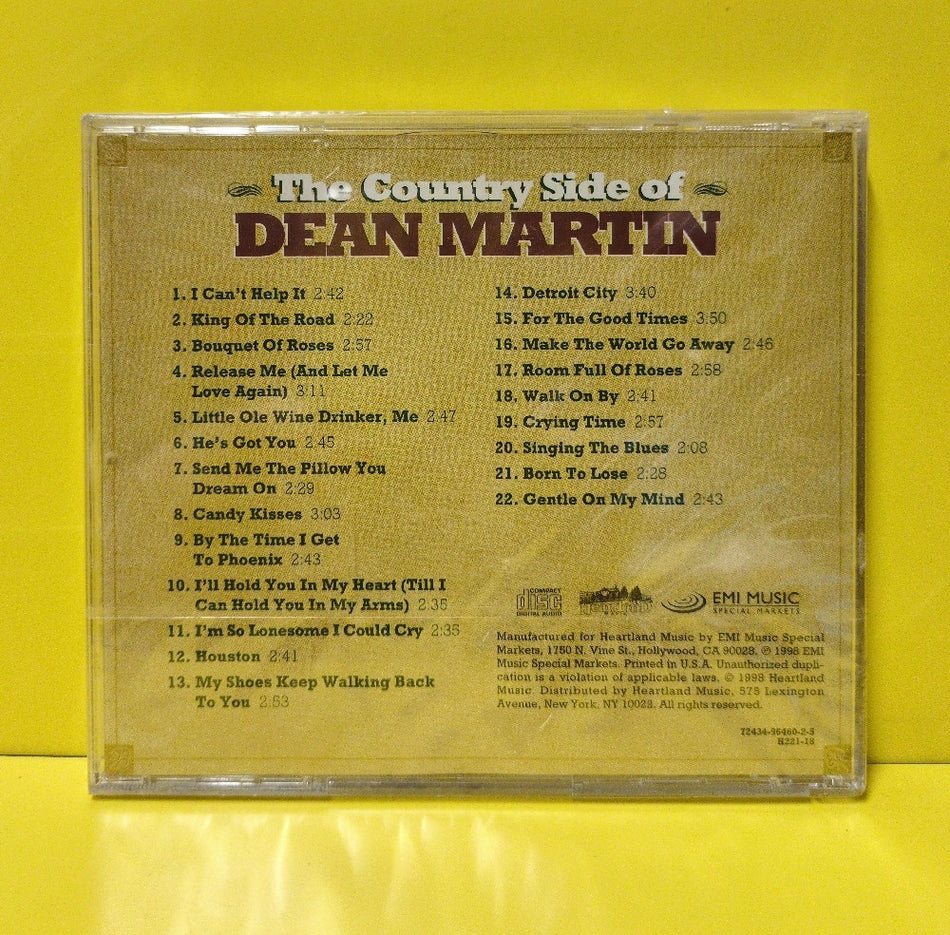 The Country Side of
DEAN MARTIN
1. I Can't Help It 2:42
2. King Of The Road 2:22
3. Bouquet Of Roses 2:57
4. Release Me (And Let Me
Love Again) 3:11
5. Little Ole Wine Drinker, Me 2:47
6. He's Got You 2:45
7. Send Me The Pillow You
Dream On 2:29
8. Candy Kisses 3:03
9. By The Time I Get
To Phoenix 2:43
10. I'll Hold You In My Heart (Till I
Can Hold You In My Arms) 2:35
11. I'm So Lonesome I Could Cry 2:35
12. Houston 2:41
13. My Shoes Keep Walking Back
To You 2:53
14. Detroit City 3:40
15. For The Good Times 3:50
16. Make The World Go Away 2:46
17. Room Full Of Roses 2:58
18. Walk On By 2:41
19. Crying Time 2:57
20. Singing The Blues 2:08
21. Born To Lose 2:28
22. Gentle On My Mind 2:43
COMPACT
disc
DIGITAL AUDIO
EMI MUSIC
SPECIAL MARKETS
Manufactured for Heartland Music by EMI Music Special
Markets, 1750 N. Vine St., Hollywood, CA 90028. ℗ 1998 EMI
Music Special Markets. Printed in U.S.A. Unauthorized dupli-
cation is a violation of applicable laws. © 1998 Heartland
Music. Distributed by Heartland Music, 575 Lexington
Avenue, New York, NY 10022. All rights reserved.
72434-96460-2-5
H221-18